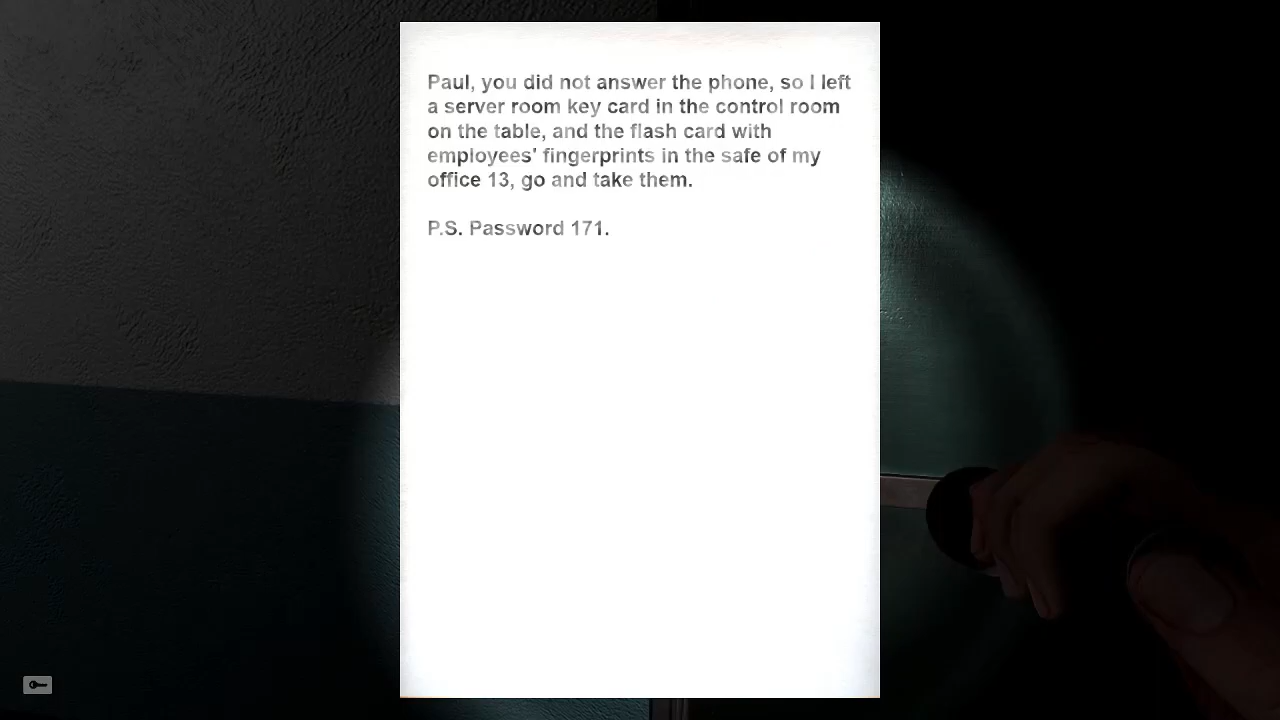 Paul, you did not answer the phone, so I left
a server room key card in the control room
on the table, and the flash card with
employees' fingerprints in the safe of my
office 13, go and take them.
P.S. Password 171.